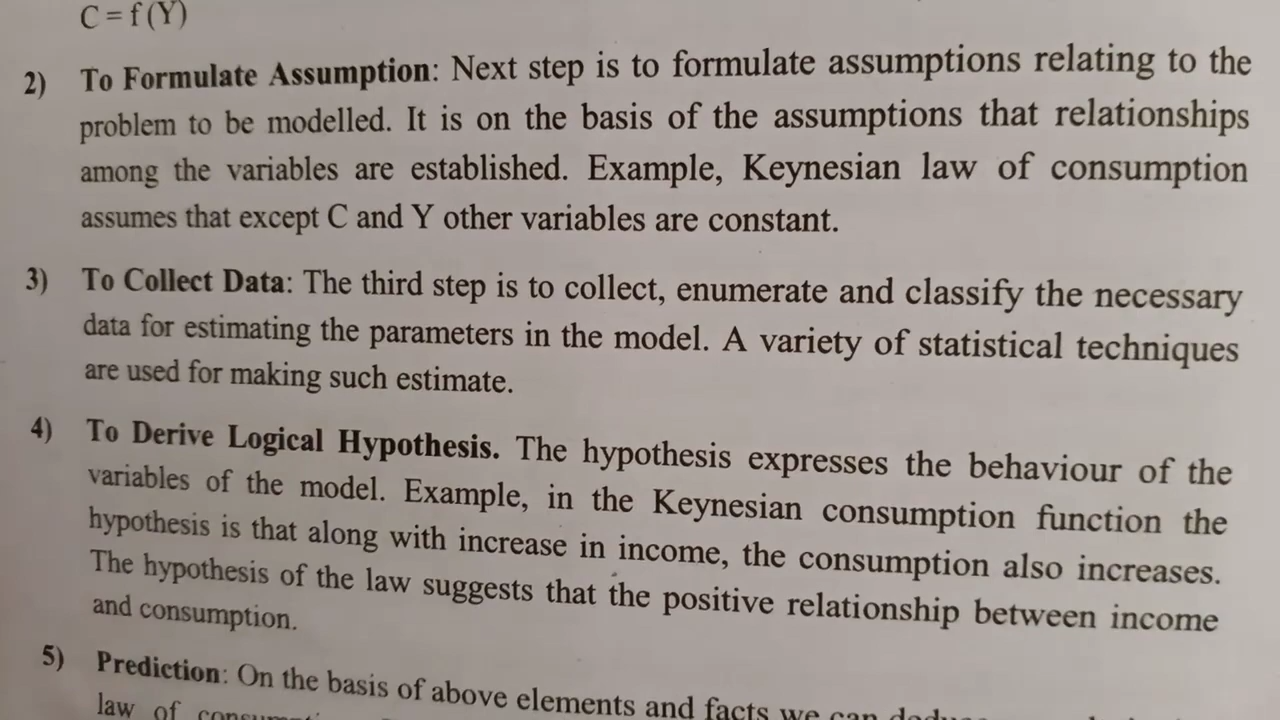 C = f (Y)
2) To Formulate Assumption: Next step is to formulate assumptions relating to the
problem to be modelled. It is on the basis of the assumptions that relationships
among the variables are established. Example, Keynesian law of consumption
assumes that except C and Y other variables are constant.
3) To Collect Data: The third step is to collect, enumerate and classify the necessary
data for estimating the parameters in the model. A variety of statistical techniques
are used for making such estimate.
4) To Derive Logical Hypothesis. The hypothesis expresses the behaviour of the
variables of the model. Example, in the Keynesian consumption function the
hypothesis is that along with increase in income, the consumption also increases.
The hypothesis of the law suggests that the positive relationship between income
and consumption.
5) Prediction: On the basis of above elements and facts we can
law of